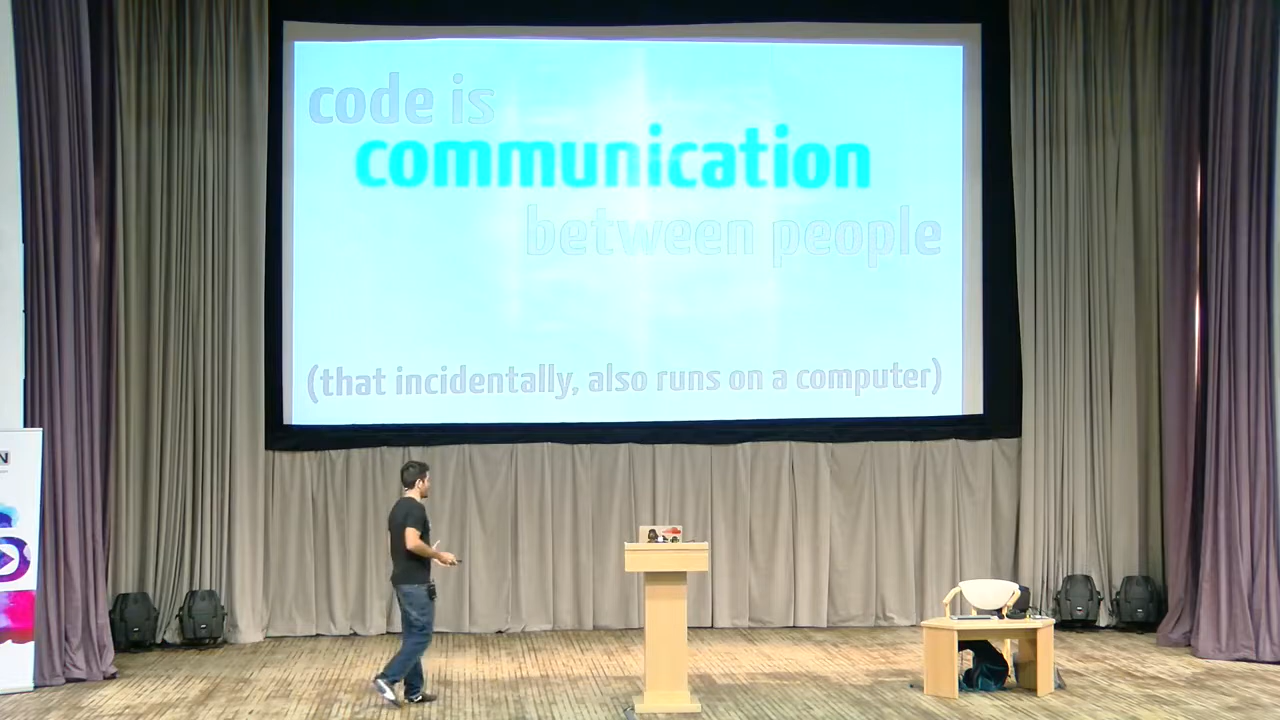 code is
communication
between people
(that incidentally, also runs on a computer)
N